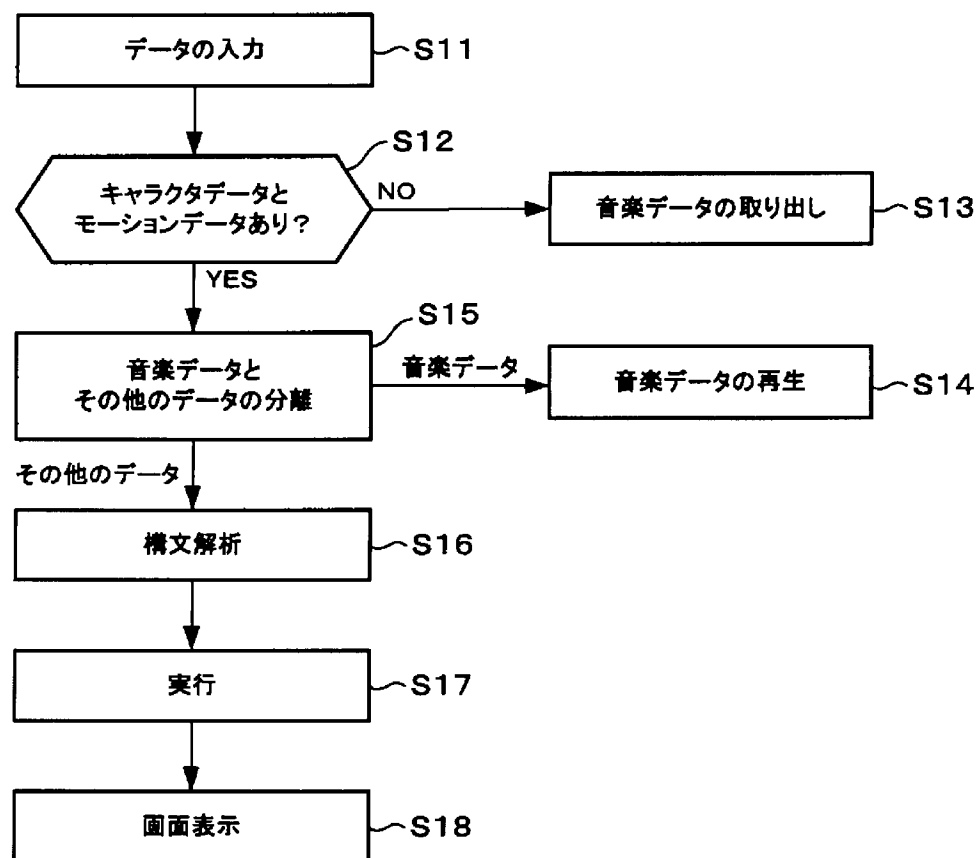 データの入力
S11
S12
キャラクタデータと
モーションデータあり?
NO
音楽データの取り出し
S13
YES
S15
音楽データと
その他のデータの分離
音楽データ
音楽データの再生
S14
その他のデータ
構文解析
S16
実行
S17
画面表示
S18